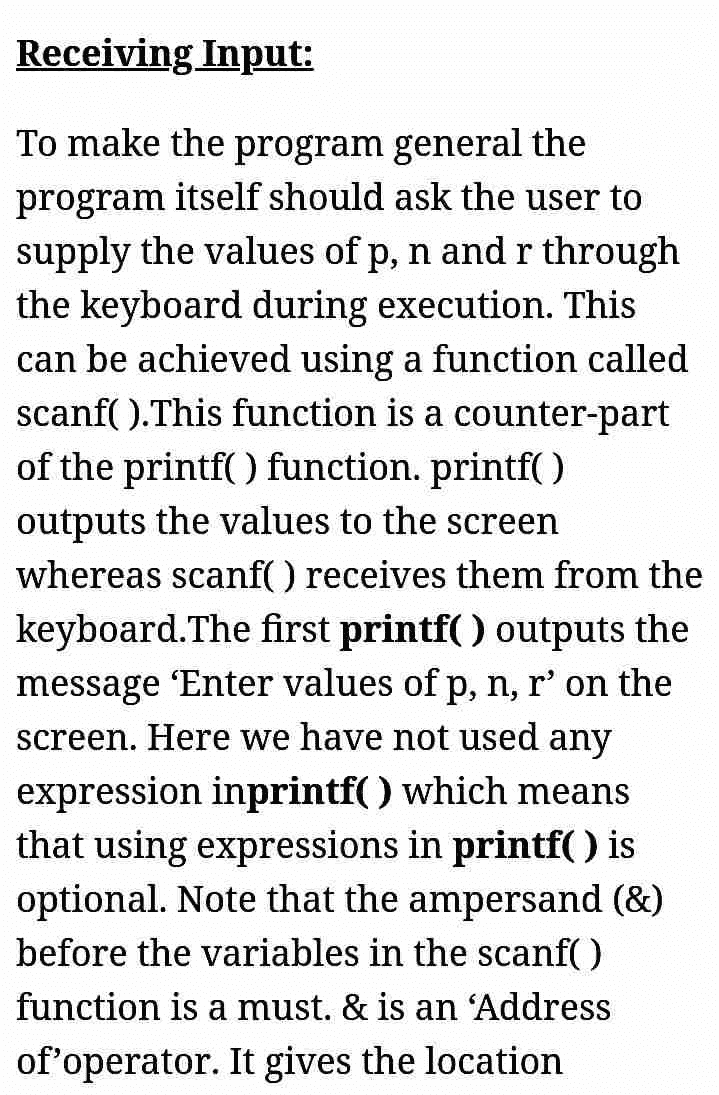 Receiving Input:
To make the program general the
program itself should ask the user to
supply the values of p, n and r through
the keyboard during execution. This
can be achieved using a function called
scanf( ).This function is a counter-part
of the printf( ) function. printf( )
outputs the values to the screen
whereas scanf( ) receives them from the
keyboard.The first printf( ) outputs the
message ‘Enter values of p, n, r’ on the
screen. Here we have not used any
expression inprintf( ) which means
that using expressions in printf( ) is
optional. Note that the ampersand (&)
before the variables in the scanf( )
function is a must. & is an ‘Address
of’operator. It gives the location